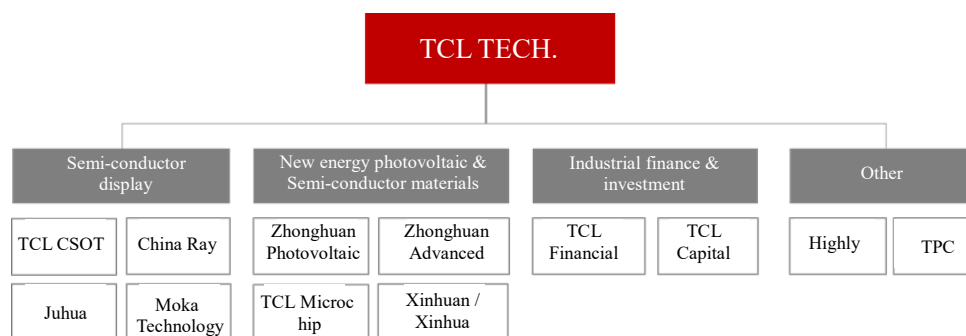 TCL TECH.
Semi-conductor
display
New energy photovoltaic &
Semi-conductor materials
Industrial finance &
investment
Other
TCL CSOT
China Ray
Zhonghuan
Photovoltaic
Zhonghuan
Advanced
TCL
Financial
TCL
Capital
Highly
TPC
Juhua
Moka
Technology
TCL Microc
hip
Xinhuan /
Xinhua